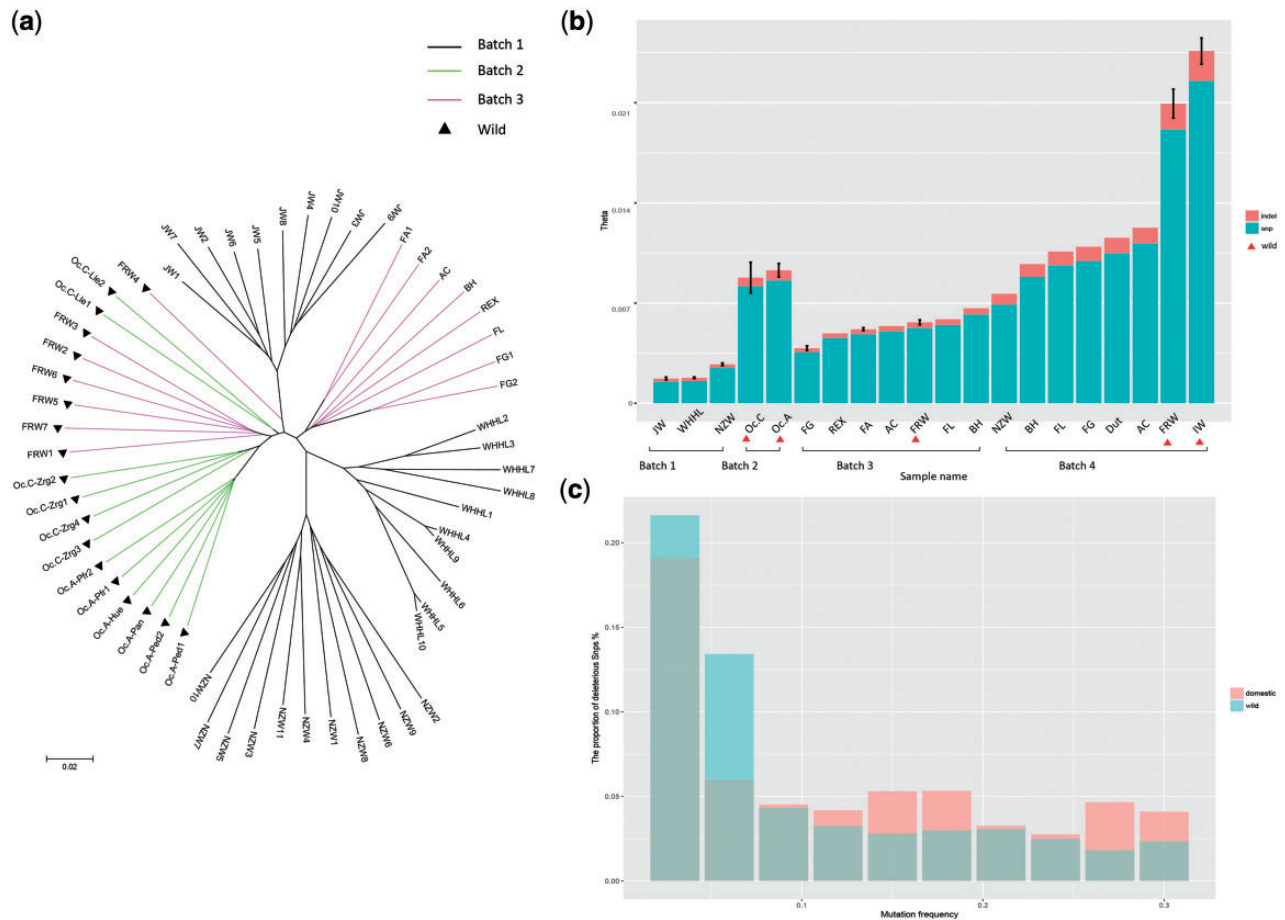 (a)
Batch 1
Batch 2
Batch 3
Wild
JW7
JW2
JW6
JW5
JW8
JW4
JW10
JW3
JW9
JW1
FA1
FA2
AC
BH
REX
FL
FG1
FG2
WHHL2
WHHL3
WHHL7
WHHL8
WHHL1
WHHL4
WHHL9
WHHL6
WHHL5
WHHL10
NZW2
NZW9
NZW6
NZW8
NZW1
NZW4
NZW11
NZW3
NZW5
NZW7
NZW10
Oc.A-Ped1
Oc.A-Ped2
Oc.A-Pan
Oc.A-Hue
Oc.A-Pfr1
Oc.A-Pfr2
Oc.C-Zrg3
Oc.C-Zrg4
Oc.C-Zrg1
Oc.C-Zrg2
FRW1
FRW7
FRW5
FRW6
FRW2
FRW3
Oc.C-Lie1
Oc.C-Lie2
FRW4
0.02
(b)
Theta
0.021
0.014
0.007
0
indel
snp
wild
JW WHHL NZW Oc.C Oc.A FG REX FA AC FRW FL BH NZW BH FL FG Dut AC FRW IW
Batch 1 Batch 2 Batch 3 Batch 4
Sample name
(c)
The proportion of deleterious Snps %
0.20
0.15
0.10
0.05
0.00
domestic
wild
0.1 0.2 0.3
Mutation frequency